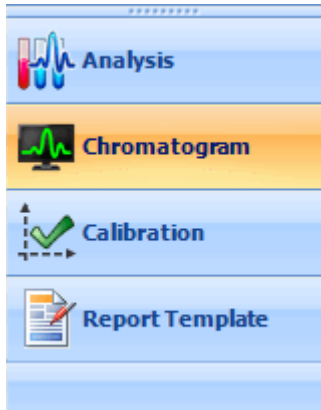 Analysis
Chromatogram
Calibration
Report Template